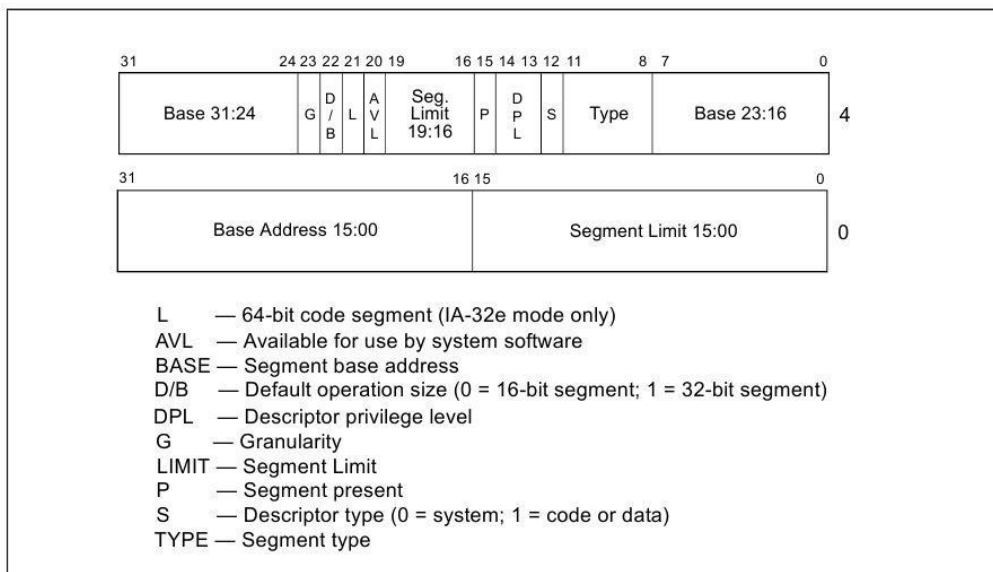 31 24 23 22 21 20 19 16 15 14 13 12 11 8 7 0
Base 31:24 G D/B L AVL Seg. Limit 19:16 P DPL S Type Base 23:16 4
31 16 15 0
Base Address 15:00 Segment Limit 15:00 0
L — 64-bit code segment (IA-32e mode only)
AVL — Available for use by system software
BASE — Segment base address
D/B — Default operation size (0 = 16-bit segment; 1 = 32-bit segment)
DPL — Descriptor privilege level
G — Granularity
LIMIT — Segment Limit
P — Segment present
S — Descriptor type (0 = system; 1 = code or data)
TYPE — Segment type